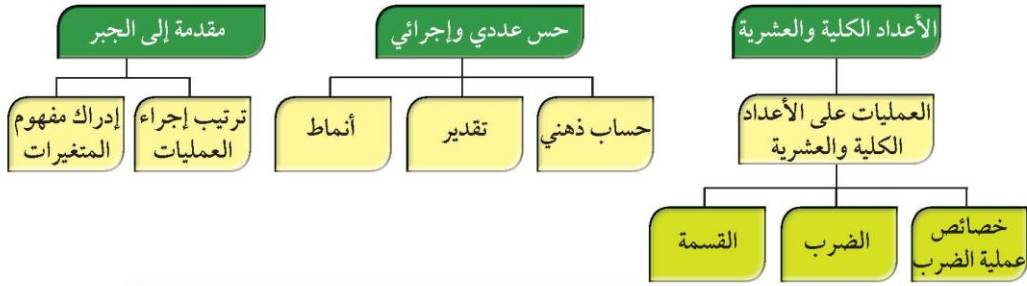 الأعداد الكلية والعشرية
حس عددي وإجرائي
مقدمة إلى الجبر
العمليات على الأعداد
الكلية والعشرية
حساب ذهني
تقدير
أنماط
ترتيب إجراء
العمليات
إدراك مفهوم
المتغيرات
خصائص
عملية الضرب
الضرب
القسمة